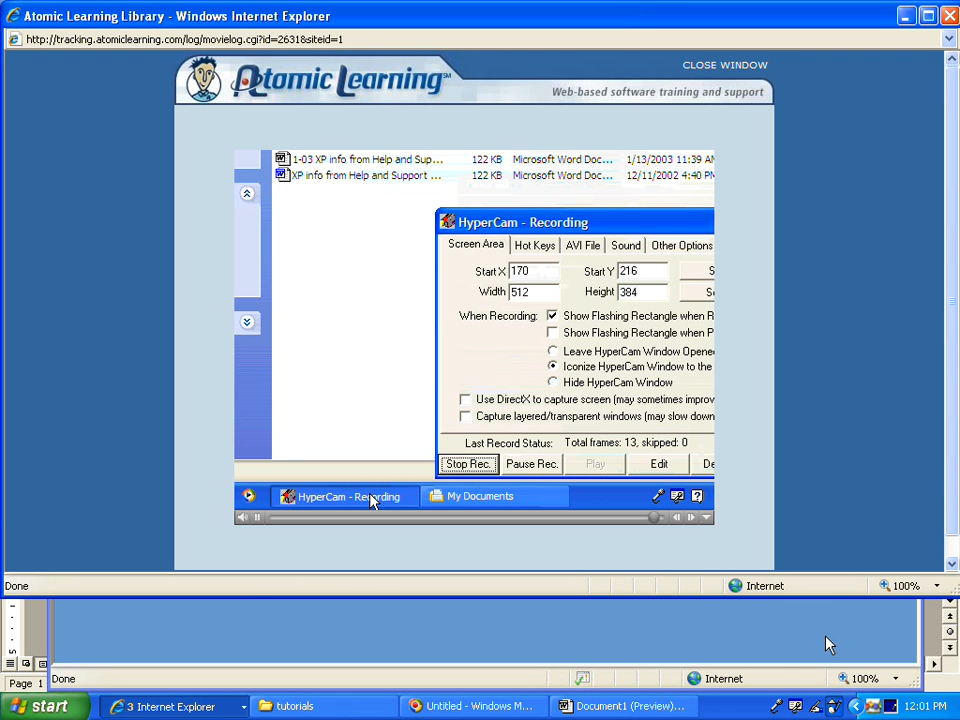 Atomic Learning Library - Windows Internet Explorer
http://tracking.atomiclearning.com/log/movielog.cgi?id=2631&siteid=1
CLOSE WINDOW
Atomic Learning SM
Web-based software training and support
1-03 XP info from Help and Sup... 122 KB Microsoft Word Doc... 1/13/2003 11:39 AM
XP info from Help and Support ... 122 KB Microsoft Word Doc... 12/11/2002 4:40 P
HyperCam - Recording
Screen Area Hot Keys AVI File Sound Other Options
Start X 170 Start Y 216 S
Width 512 Height 384 Se
When Recording: Show Flashing Rectangle when R
Show Flashing Rectangle when P
Leave HyperCam Window Opene
Iconize HyperCam Window to the
Hide HyperCam Window
Use DirectX to capture screen (may sometimes improv
Capture layered/transparent windows (may slow down
Last Record Status: Total frames: 13, skipped: 0
Stop Rec. Pause Rec. Play Edit De
HyperCam - Recording My Documents
Done Internet 100%
Page 1 Done Internet 100%
start 3 Internet Explorer tutorials Untitled - Windows M... Document1 (Preview)... 12:01 PM